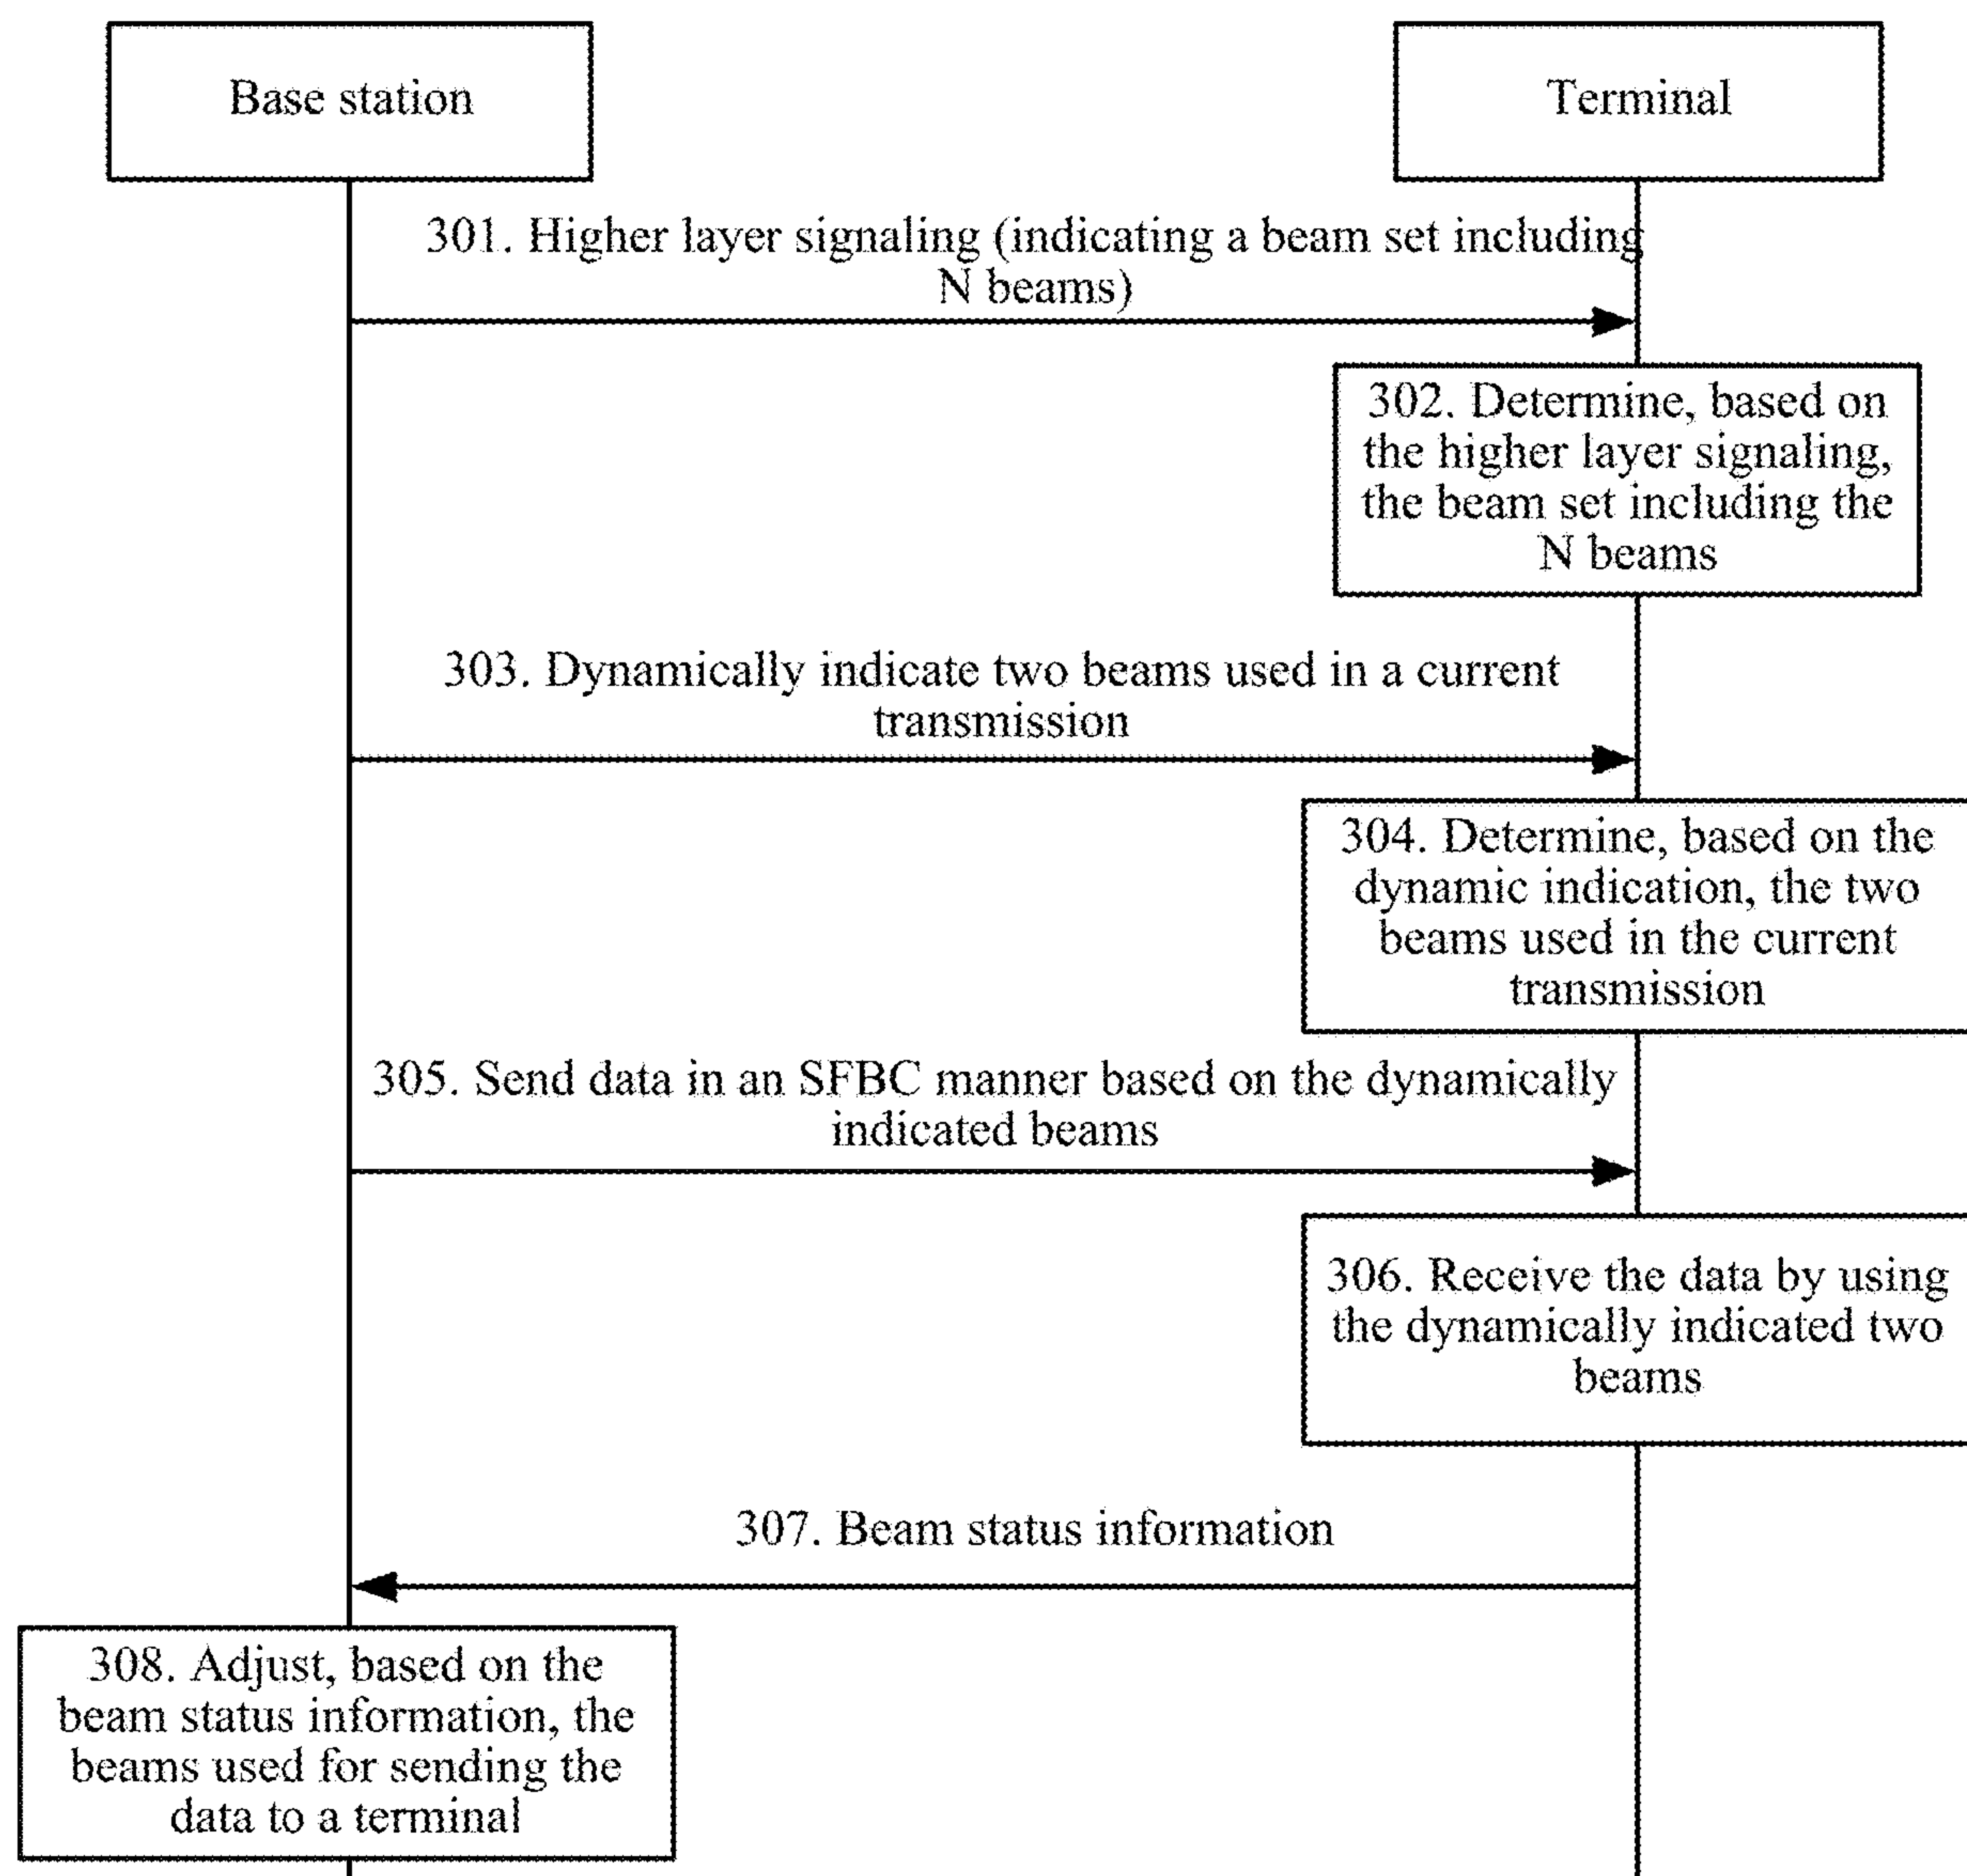 Base station
Terminal
301. Higher layer signaling (indicating a beam set including
N beams)
302. Determine, based on
the higher layer signaling,
the beam set including the
N beams
303. Dynamically indicate two beams used in a current
transmission
304. Determine, based on the
dynamic indication, the two
beams used in the current
transmission
305. Send data in an SFBC manner based on the dynamically
indicated beams
306. Receive the data by using
the dynamically indicated two
beams
307. Beam status information
308. Adjust, based on the
beam status information, the
beams used for sending the
data to a terminal